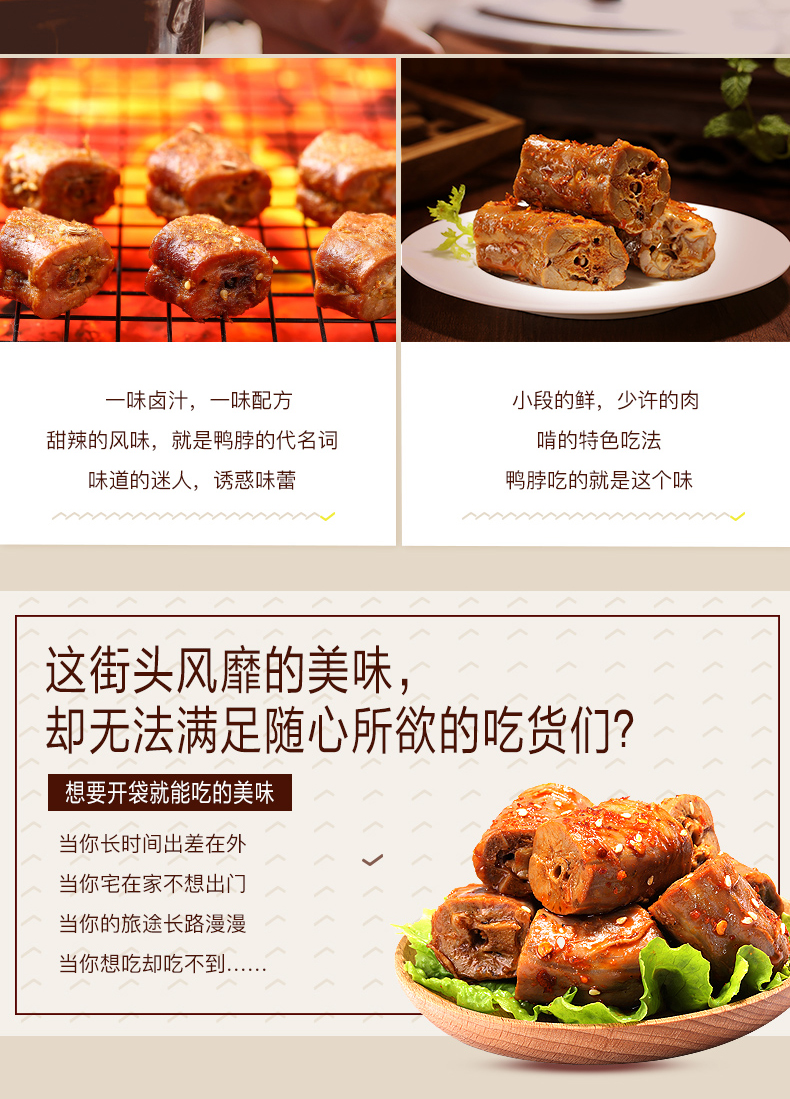 一味卤汁，一味配方
甜辣的风味，就是鸭脖的代名词
味道的迷人，诱惑味蕾
小段的鲜，少许的肉
啃的特色吃法
鸭脖吃的就是这个味
这街头风靡的美味，
却无法满足随心所欲的吃货们？
想要开袋就能吃的美味
当你长时间出差在外
当你宅在家不想出门
当你的旅途长路漫漫
当你想吃却吃不到……